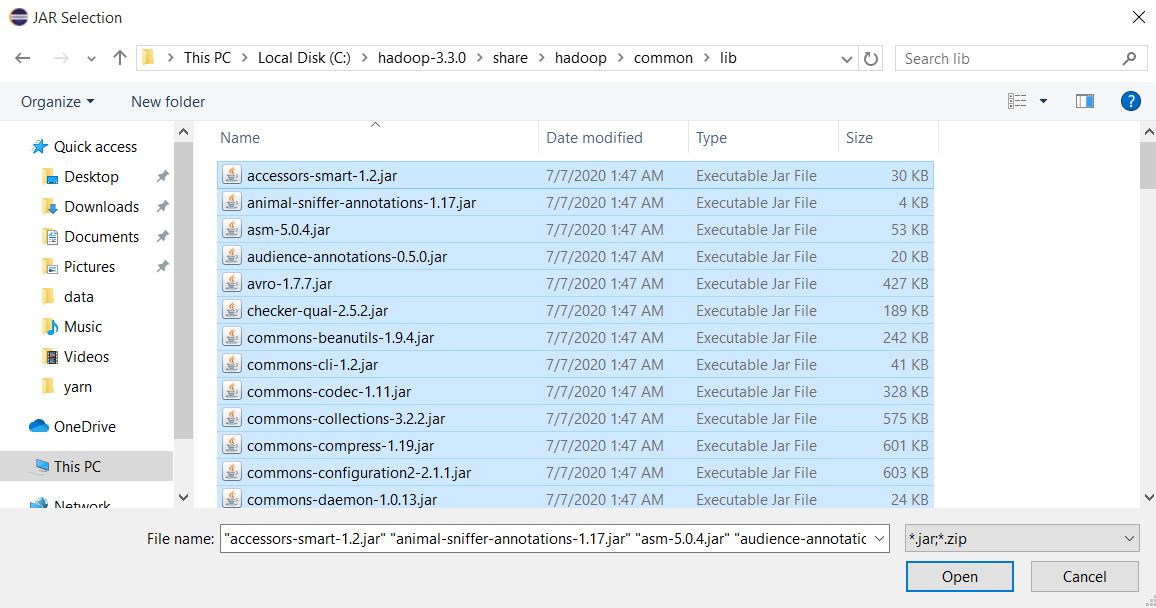 JAR Selection
This PC > Local Disk (C:) > hadoop-3.3.0 > share > hadoop > common > lib
Search lib
Organize New folder
?
Name Date modified Type Size
Quick access
Desktop
Downloads
Documents
Pictures
data
Music
Videos
yarn
OneDrive
This PC
Network
accessors-smart-1.2.jar 7/7/2020 1:47 AM Executable Jar File 30 KB
animal-sniffer-annotations-1.17.jar 7/7/2020 1:47 AM Executable Jar File 4 KB
asm-5.0.4.jar 7/7/2020 1:47 AM Executable Jar File 53 KB
audience-annotations-0.5.0.jar 7/7/2020 1:47 AM Executable Jar File 20 KB
avro-1.7.7.jar 7/7/2020 1:47 AM Executable Jar File 427 KB
checker-qual-2.5.2.jar 7/7/2020 1:47 AM Executable Jar File 189 KB
commons-beanutils-1.9.4.jar 7/7/2020 1:47 AM Executable Jar File 242 KB
commons-cli-1.2.jar 7/7/2020 1:47 AM Executable Jar File 41 KB
commons-codec-1.11.jar 7/7/2020 1:47 AM Executable Jar File 328 KB
commons-collections-3.2.2.jar 7/7/2020 1:47 AM Executable Jar File 575 KB
commons-compress-1.19.jar 7/7/2020 1:47 AM Executable Jar File 601 KB
commons-configuration2-2.1.1.jar 7/7/2020 1:47 AM Executable Jar File 603 KB
commons-daemon-1.0.13.jar 7/7/2020 1:47 AM Executable Jar File 24 KB
File name: "accessors-smart-1.2.jar" "animal-sniffer-annotations-1.17.jar" "asm-5.0.4.jar" "audience-annotatic *.jar;*.zip
Open Cancel